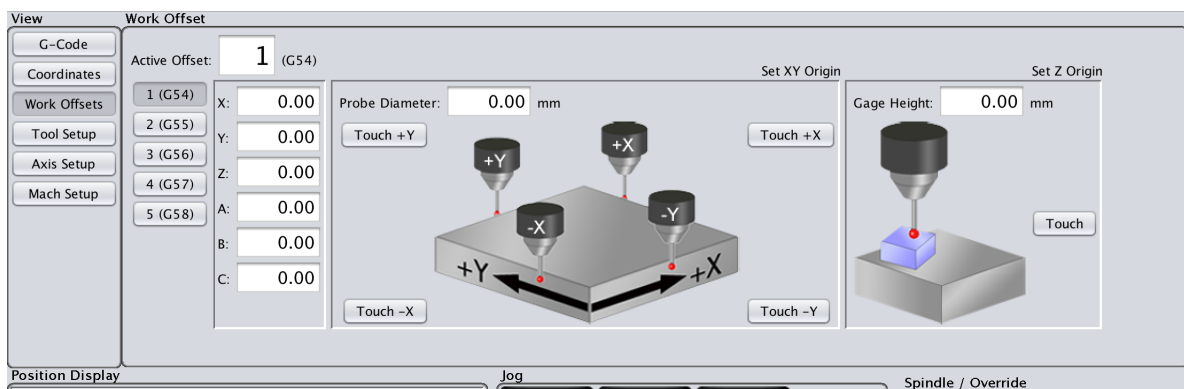 View
Work Offset
G-Code
Coordinates
Work Offsets
Tool Setup
Axis Setup
Mach Setup
Active Offset: 1 (G54)
1 (G54)
2 (G55)
3 (G56)
4 (G57)
5 (G58)
X: 0.00
Y: 0.00
Z: 0.00
A: 0.00
B: 0.00
C: 0.00
Set XY Origin
Probe Diameter: 0.00 mm
Touch +Y
Touch +X
+Y
+X
-X
-Y
+Y
+X
Touch -X
Touch -Y
Set Z Origin
Gage Height: 0.00 mm
Touch
Position Display
Jog
Spindle / Override